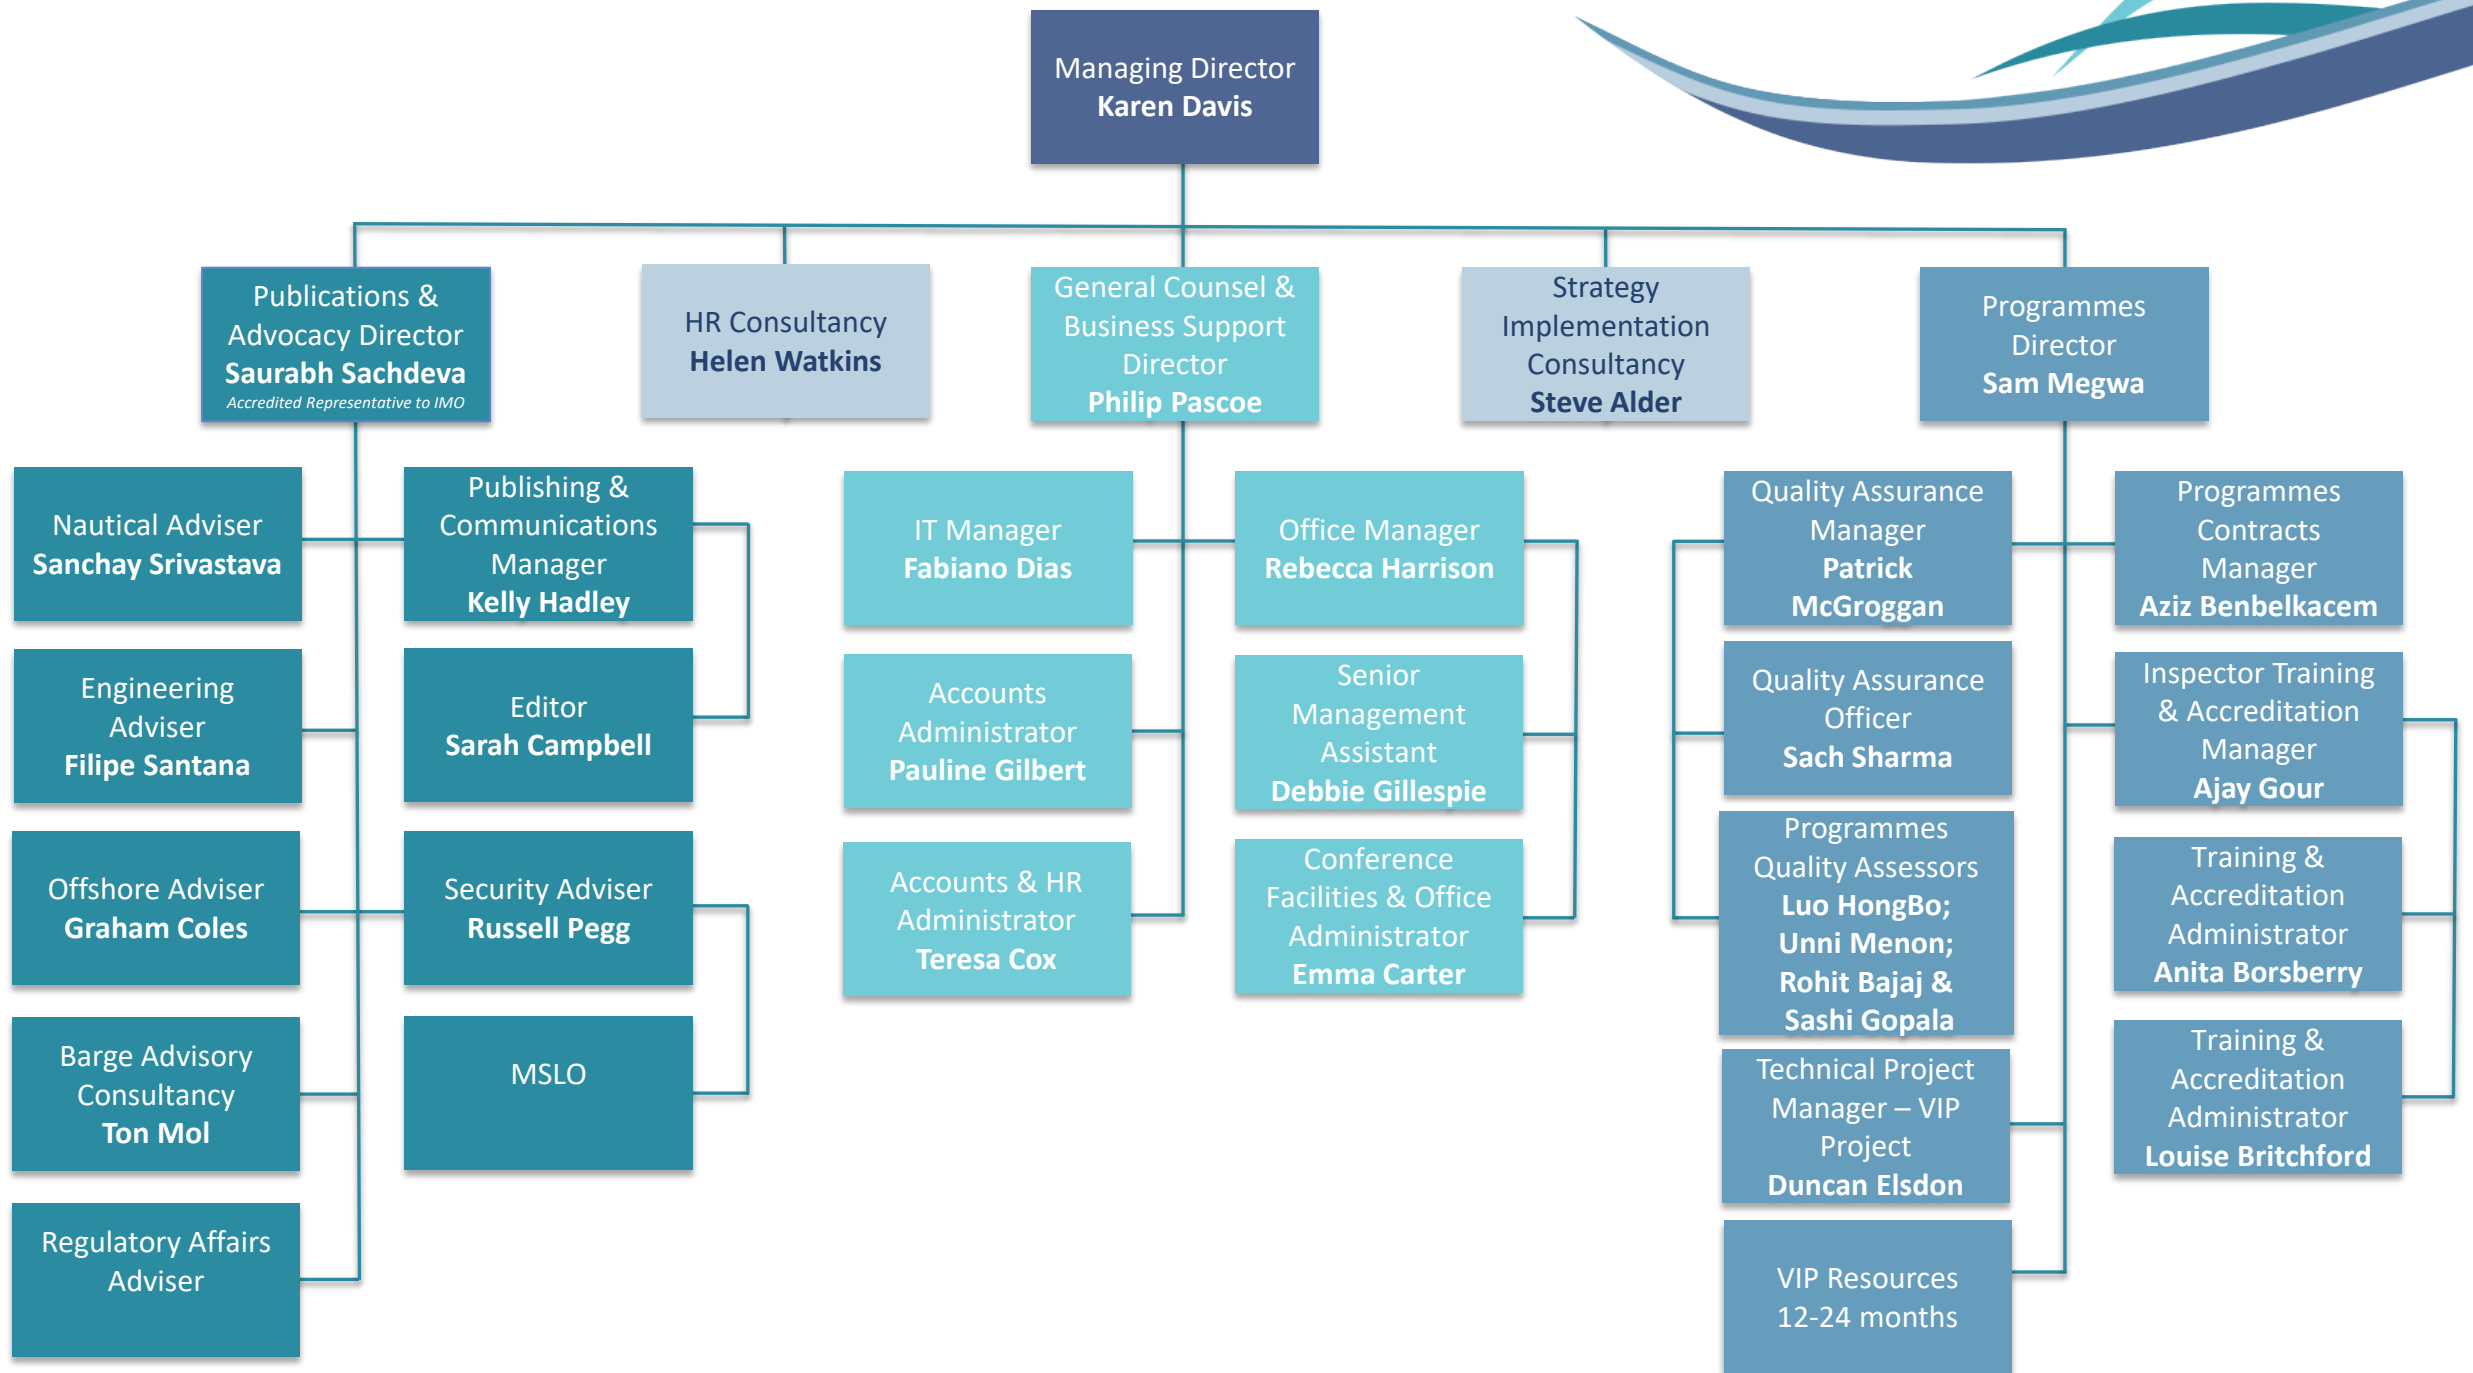 Managing Director
Karen Davis
Publications &
Advocacy Director
Saurabh Sachdeva
Accredited Representative to IMO
HR Consultancy
Helen Watkins
General Counsel &
Business Support
Director
Philip Pascoe
Strategy
Implementation
Consultancy
Steve Alder
Programmes
Director
Sam Megwa
Nautical Adviser
Sanchay Srivastava
Publishing &
Communications
Manager
Kelly Hadley
IT Manager
Fabiano Dias
Office Manager
Rebecca Harrison
Quality Assurance
Manager
Patrick
McGroggan
Programmes
Contracts
Manager
Aziz Benbelkacem
Engineering
Adviser
Filipe Santana
Editor
Sarah Campbell
Accounts
Administrator
Pauline Gilbert
Senior
Management
Assistant
Debbie Gillespie
Quality Assurance
Officer
Sach Sharma
Inspector Training
& Accreditation
Manager
Ajay Gour
Offshore Adviser
Graham Coles
Security Adviser
Russell Pegg
Accounts & HR
Administrator
Teresa Cox
Conference
Facilities & Office
Administrator
Emma Carter
Programmes
Quality Assessors
Luo HongBo;
Unni Menon;
Rohit Bajaj &
Sashi Gopala
Training &
Accreditation
Administrator
Anita Borsberry
Barge Advisory
Consultancy
Ton Mol
MSLO
Technical Project
Manager – VIP
Project
Duncan Elsdon
Training &
Accreditation
Administrator
Louise Britchford
Regulatory Affairs
Adviser
VIP Resources
12-24 months